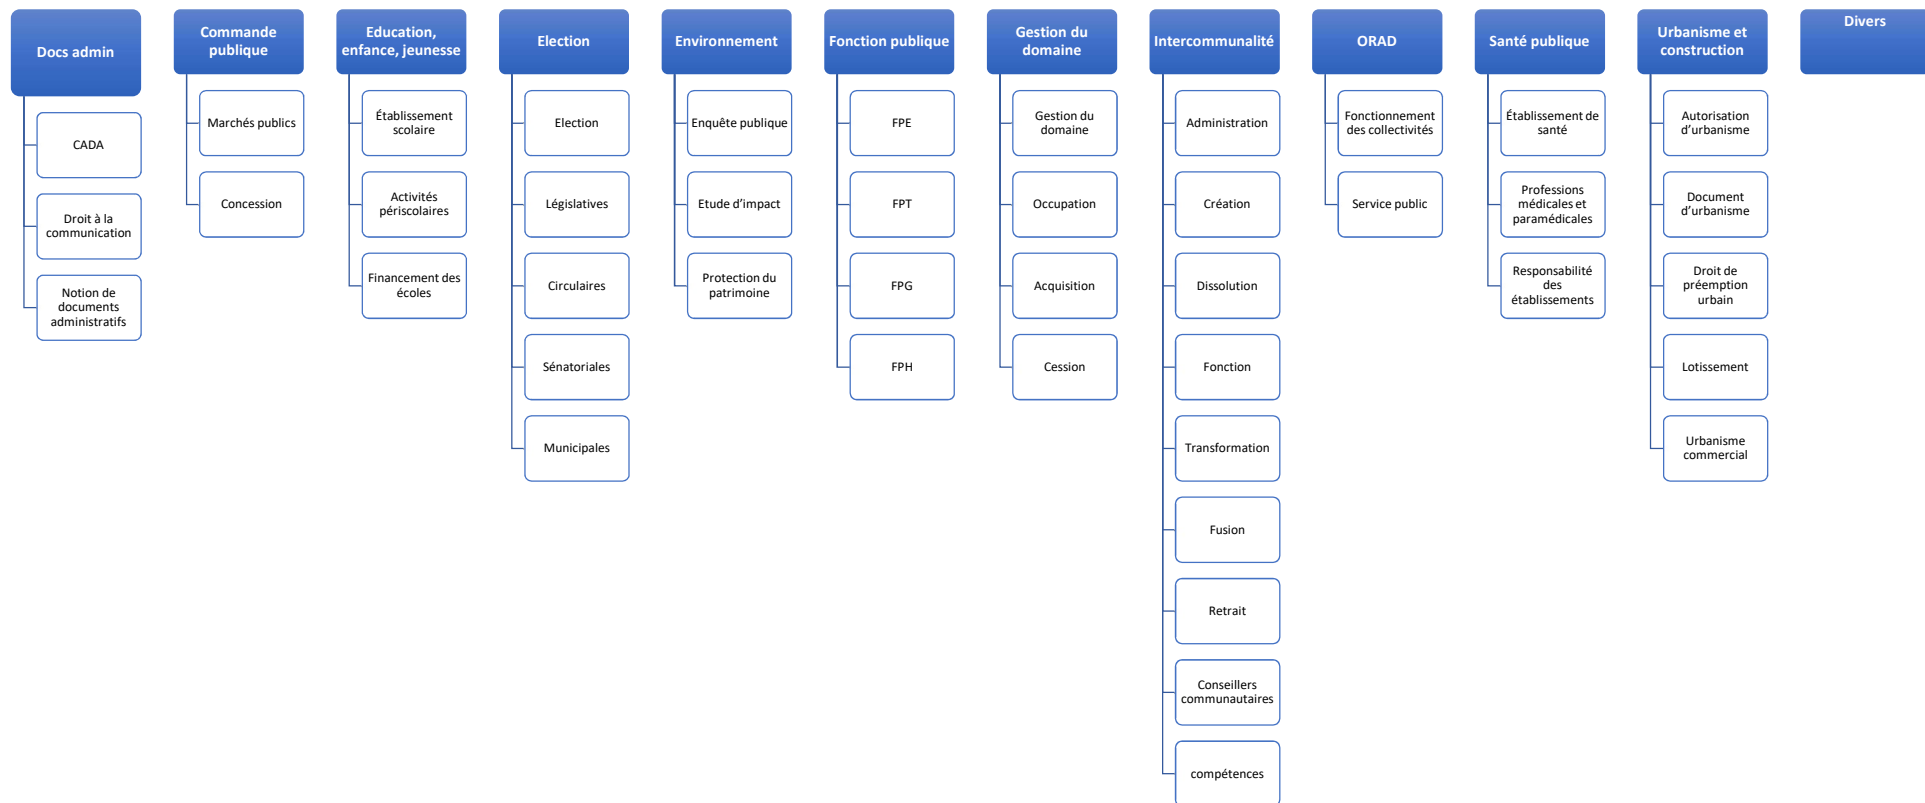 Docs admin
CADA
Droit à la
communication
Notion de
documents
administratifs
Commande
publique
Marchés publics
Concession
Education,
enfance, jeunesse
Établissement
scolaire
Activités
périscolaires
Financement des
écoles
Election
Election
Législatives
Circulaires
Sénatoriales
Municipales
Environnement
Enquête publique
Etude d'impact
Protection du
patrimoine
Fonction publique
FPE
FPT
FPG
FPH
Gestion du
domaine
Gestion du
domaine
Occupation
Acquisition
Cession
Intercommunalité
Administration
Création
Dissolution
Fonction
Transformation
Fusion
Retrait
Conseillers
communautaires
compétences
ORAD
Fonctionnement
des collectivités
Service public
Santé publique
Établissement de
santé
Professions
médicales et
paramédicales
Responsabilité
des
établissements
Urbanisme et
construction
Autorisation
d'urbanisme
Document
d'urbanisme
Droit de
préemption
urbain
Lotissement
Urbanisme
commercial
Divers